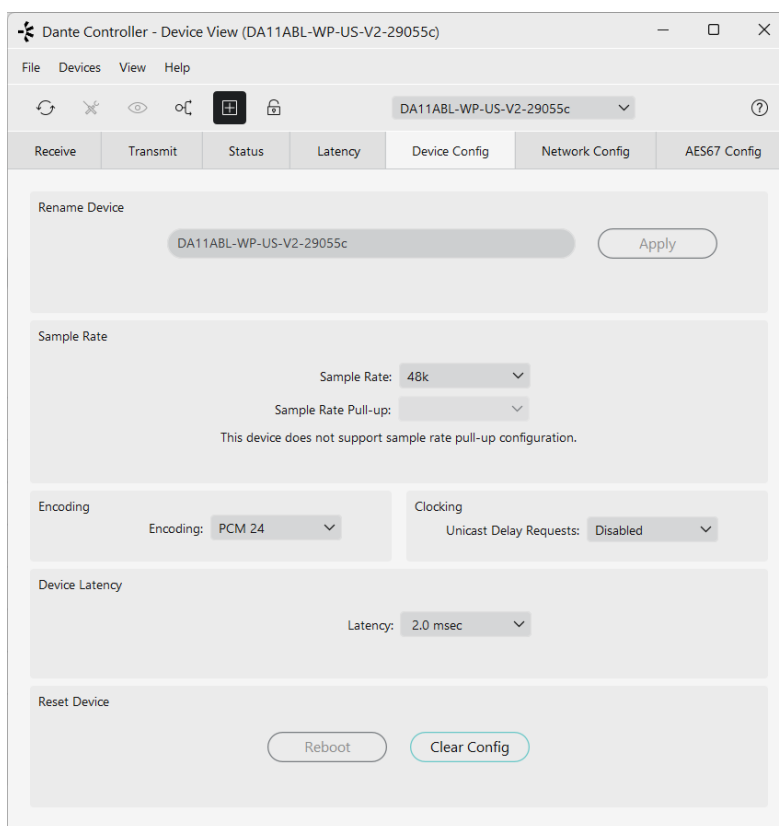 Dante Controller - Device View (DA11ABL-WP-US-V2-29055c)
File Devices View Help
DA11ABL-WP-US-V2-29055c
Receive Transmit Status Latency Device Config Network Config AES67 Config
Rename Device
DA11ABL-WP-US-V2-29055c Apply
Sample Rate
Sample Rate: 48k
Sample Rate Pull-up:
This device does not support sample rate pull-up configuration.
Encoding
Encoding: PCM 24
Clocking
Unicast Delay Requests: Disabled
Device Latency
Latency: 2.0 msec
Reset Device
Reboot Clear Config